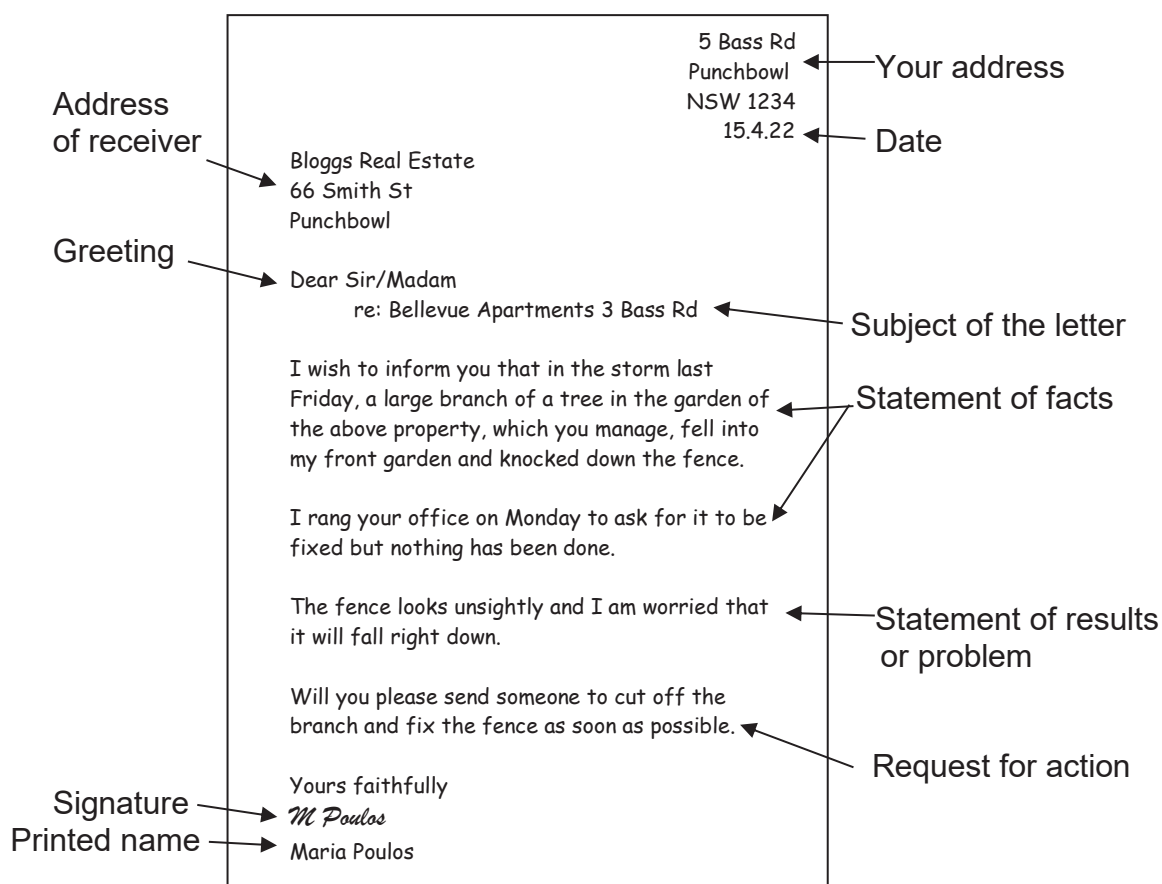 5 Bass Rd
Punchbowl
NSW 1234
15.4.22
Your address
Date
Address
of receiver
Bloggs Real Estate
66 Smith St
Punchbowl
Greeting
Dear Sir/Madam
re: Bellevue Apartments 3 Bass Rd
Subject of the letter
I wish to inform you that in the storm last
Friday, a large branch of a tree in the garden of
the above property, which you manage, fell into
my front garden and knocked down the fence.
Statement of facts
I rang your office on Monday to ask for it to be
fixed but nothing has been done.
The fence looks unsightly and I am worried that
it will fall right down.
Statement of results
or problem
Will you please send someone to cut off the
branch and fix the fence as soon as possible.
Request for action
Yours faithfully
Signature
M Poulos
Printed name
Maria Poulos